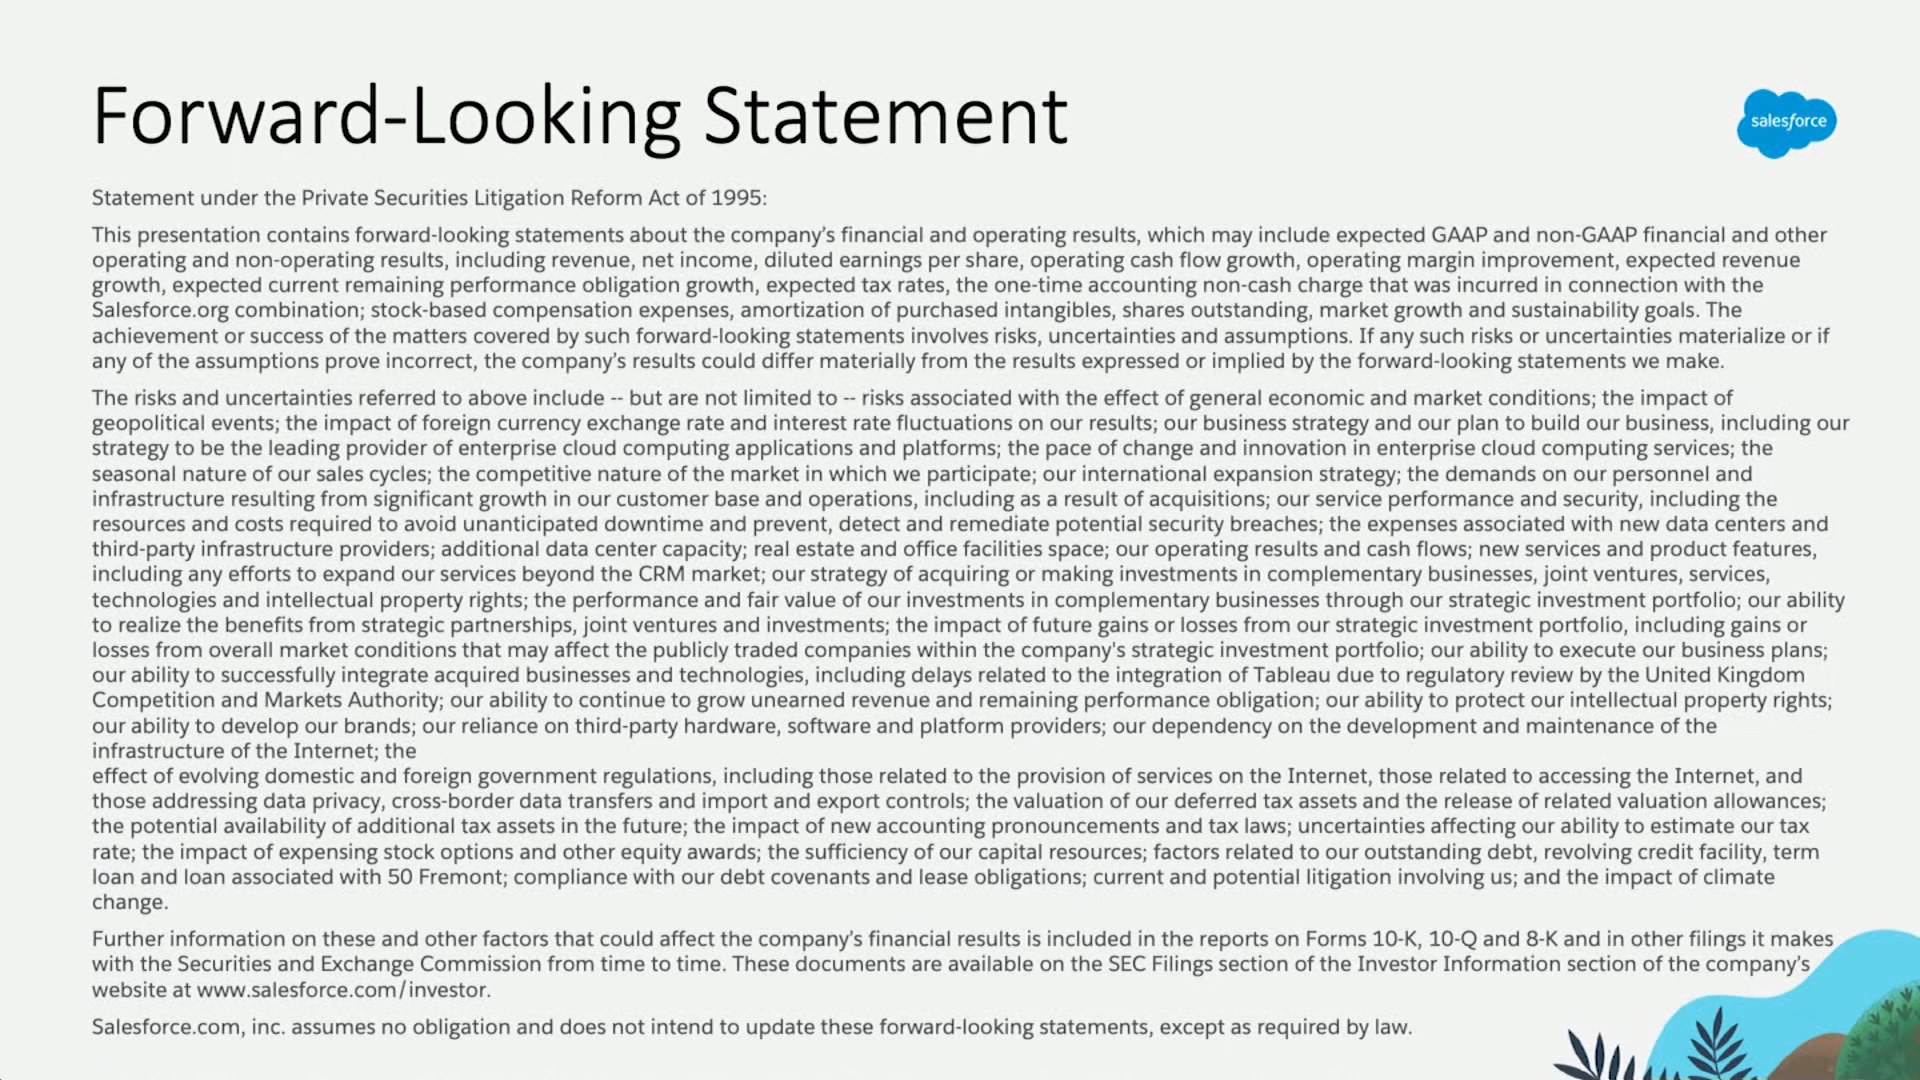 Forward-Looking Statement
salesforce
Statement under the Private Securities Litigation Reform Act of 1995:
This presentation contains forward-looking statements about the company’s financial and operating results, which may include expected GAAP and non-GAAP financial and other
operating and non-operating results, including revenue, net income, diluted earnings per share, operating cash flow growth, operating margin improvement, expected revenue
growth, expected current remaining performance obligation growth, expected tax rates, the one-time accounting non-cash charge that was incurred in connection with the
Salesforce.org combination; stock-based compensation expenses, amortization of purchased intangibles, shares outstanding, market growth and sustainability goals. The
achievement or success of the matters covered by such forward-looking statements involves risks, uncertainties and assumptions. If any such risks or uncertainties materialize or if
any of the assumptions prove incorrect, the company’s results could differ materially from the results expressed or implied by the forward-looking statements we make.
The risks and uncertainties referred to above include -- but are not limited to -- risks associated with the effect of general economic and market conditions; the impact of
geopolitical events; the impact of foreign currency exchange rate and interest rate fluctuations on our results; our business strategy and our plan to build our business, including our
strategy to be the leading provider of enterprise cloud computing applications and platforms; the pace of change and innovation in enterprise cloud computing services; the
seasonal nature of our sales cycles; the competitive nature of the market in which we participate; our international expansion strategy; the demands on our personnel and
infrastructure resulting from significant growth in our customer base and operations, including as a result of acquisitions; our service performance and security, including the
resources and costs required to avoid unanticipated downtime and prevent, detect and remediate potential security breaches; the expenses associated with new data centers and
third-party infrastructure providers; additional data center capacity; real estate and office facilities space; our operating results and cash flows; new services and product features,
including any efforts to expand our services beyond the CRM market; our strategy of acquiring or making investments in complementary businesses, joint ventures, services,
technologies and intellectual property rights; the performance and fair value of our investments in complementary businesses through our strategic investment portfolio; our ability
to realize the benefits from strategic partnerships, joint ventures and investments; the impact of future gains or losses from our strategic investment portfolio, including gains or
losses from overall market conditions that may affect the publicly traded companies within the company's strategic investment portfolio; our ability to execute our business plans;
our ability to successfully integrate acquired businesses and technologies, including delays related to the integration of Tableau due to regulatory review by the United Kingdom
Competition and Markets Authority; our ability to continue to grow unearned revenue and remaining performance obligation; our ability to protect our intellectual property rights;
our ability to develop our brands; our reliance on third-party hardware, software and platform providers; our dependency on the development and maintenance of the
infrastructure of the Internet; the
effect of evolving domestic and foreign government regulations, including those related to the provision of services on the Internet, those related to accessing the Internet, and
those addressing data privacy, cross-border data transfers and import and export controls; the valuation of our deferred tax assets and the release of related valuation allowances;
the potential availability of additional tax assets in the future; the impact of new accounting pronouncements and tax laws; uncertainties affecting our ability to estimate our tax
rate; the impact of expensing stock options and other equity awards; the sufficiency of our capital resources; factors related to our outstanding debt, revolving credit facility, term
loan and loan associated with 50 Fremont; compliance with our debt covenants and lease obligations; current and potential litigation involving us; and the impact of climate
change.
Further information on these and other factors that could affect the company’s financial results is included in the reports on Forms 10-K, 10-Q and 8-K and in other filings it makes
with the Securities and Exchange Commission from time to time. These documents are available on the SEC Filings section of the Investor Information section of the company’s
website at www.salesforce.com/investor.
Salesforce.com, inc. assumes no obligation and does not intend to update these forward-looking statements, except as required by law.